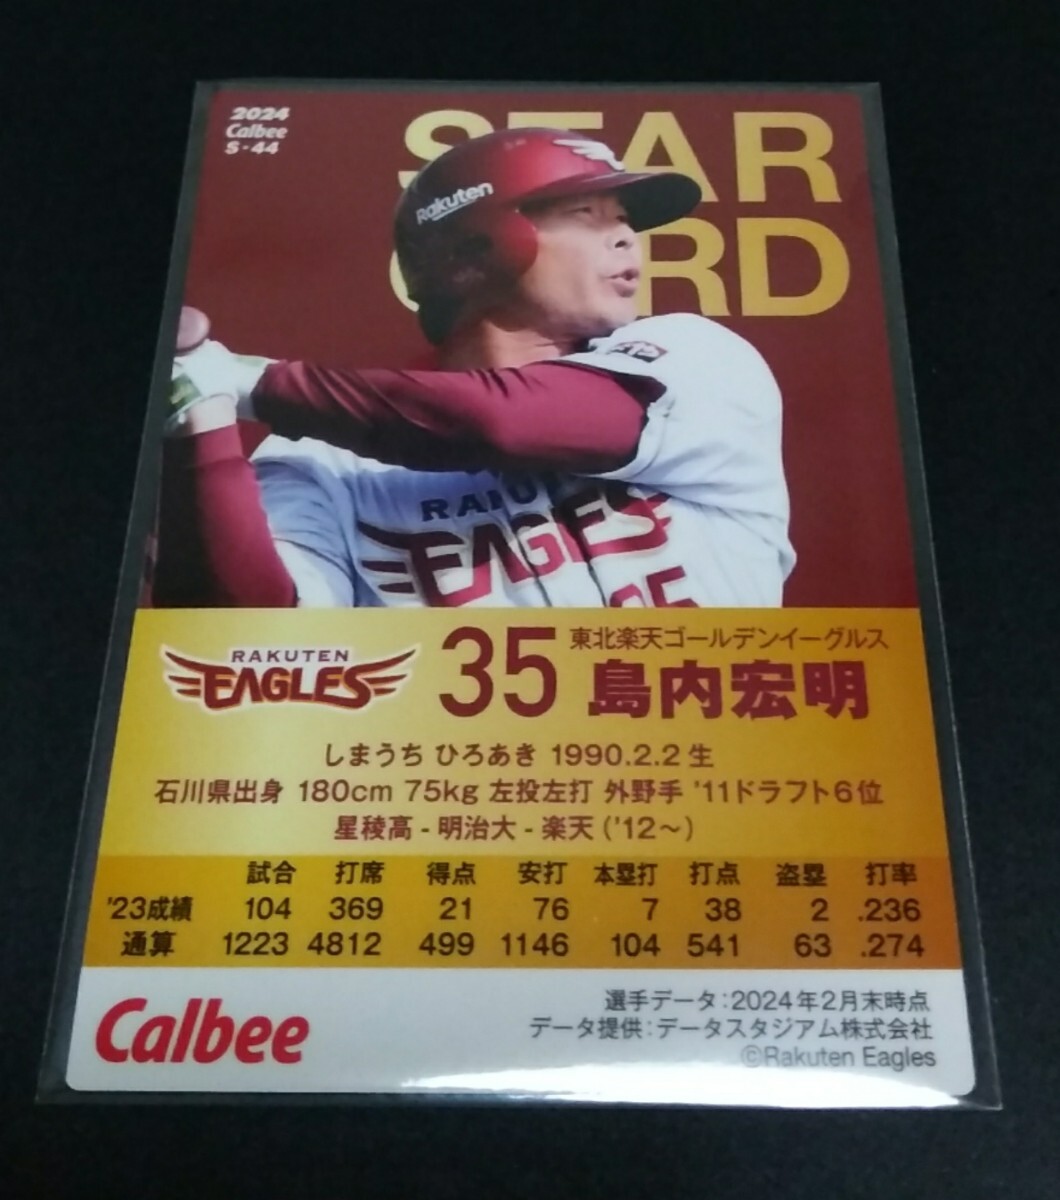 2024
Calbee
S・44
STAR
CARD
Rakuten
EAGLES
RAKUTEN
EAGLES
35
東北楽天ゴールデンイーグルス
島内宏明
しまうち ひろあき 1990.2.2生
石川県出身 180cm 75kg 左投左打 外野手 '11ドラフト6位
星稜高 - 明治大 - 楽天('12〜)
試合 打席 得点 安打 本塁打 打点 盗塁 打率
'23成績 104 369 21 76 7 38 2 .236
通算 1223 4812 499 1146 104 541 63 .274
Calbee
選手データ:2024年2月末時点
データ提供:データスタジアム株式会社
©Rakuten Eagles